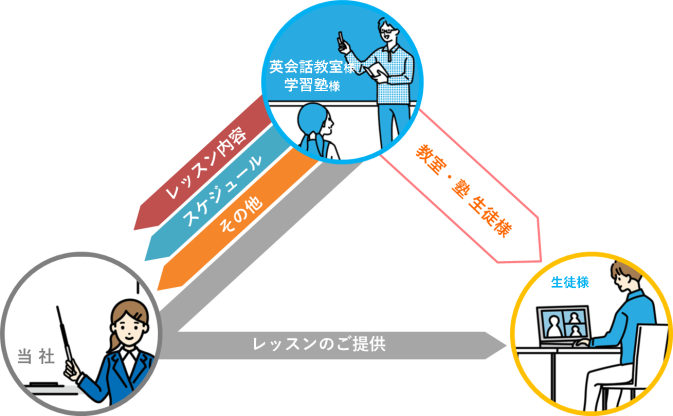 英会話教室様
学習塾様
レッスン内容
スケジュール
その他
教室・塾 生徒様
生徒様
当 社
レッスンのご提供